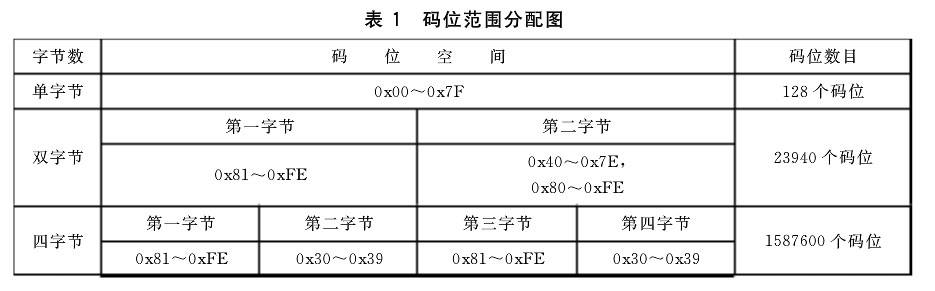 表 1 码位范围分配图
字节数 码位空间 码位数目
单字节 0x00～0x7F 128 个码位
双字节 第一字节 第二字节 23940 个码位
0x81～0xFE 0x40～0x7E，
0x80～0xFE
四字节 第一字节 第二字节 第三字节 第四字节 1587600 个码位
0x81～0xFE 0x30～0x39 0x81～0xFE 0x30～0x39